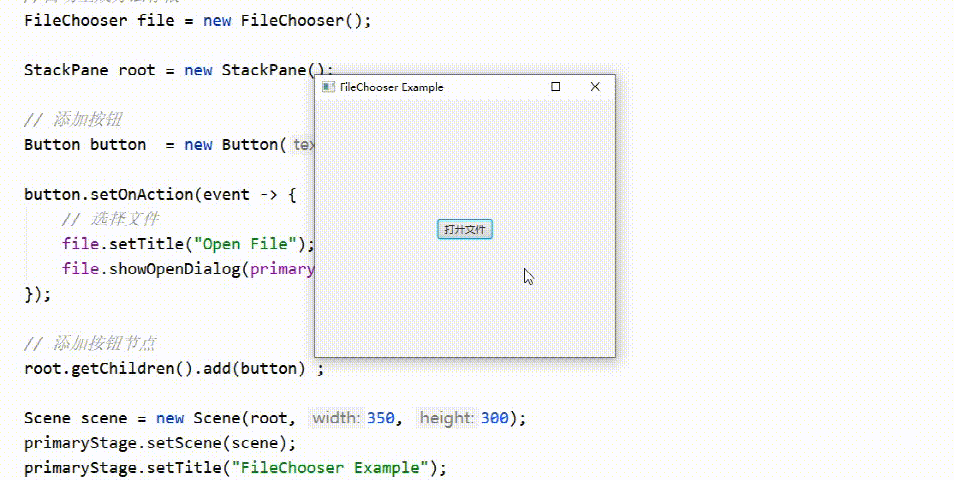 FileChooser file = new FileChooser();
StackPane root = new StackPane();
// 添加按钮
Button button  = new Button( tex
button.setOnAction(event -> {
    // 选择文件
    file.setTitle("Open File");
    file.showOpenDialog(primary
});
// 添加按钮节点
root.getChildren().add(button) ;
Scene scene = new Scene(root, width: 350, height: 300);
primaryStage.setScene(scene);
primaryStage.setTitle("FileChooser Example");
FileChooser Example
打开文件